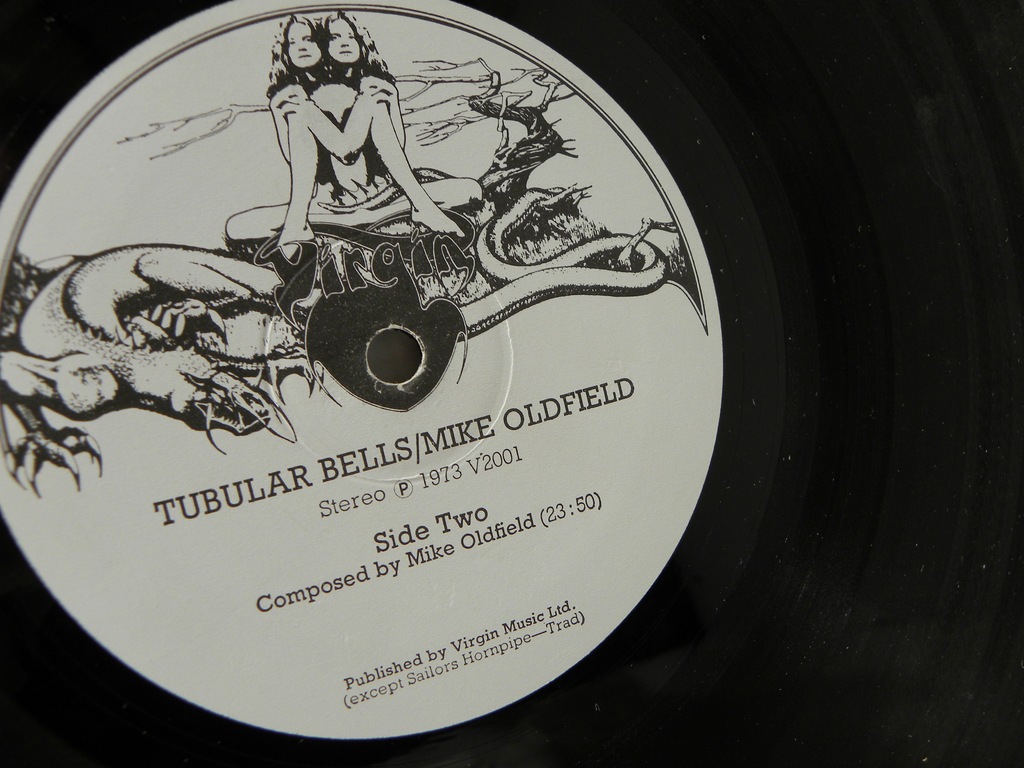 Virgin
TUBULAR BELLS/MIKE OLDFIELD
Stereo Ⓟ 1973 V2001
Side Two
Composed by Mike Oldfield (23:50)
Published by Virgin Music Ltd.
(except Sailors Hornpipe—Trad)